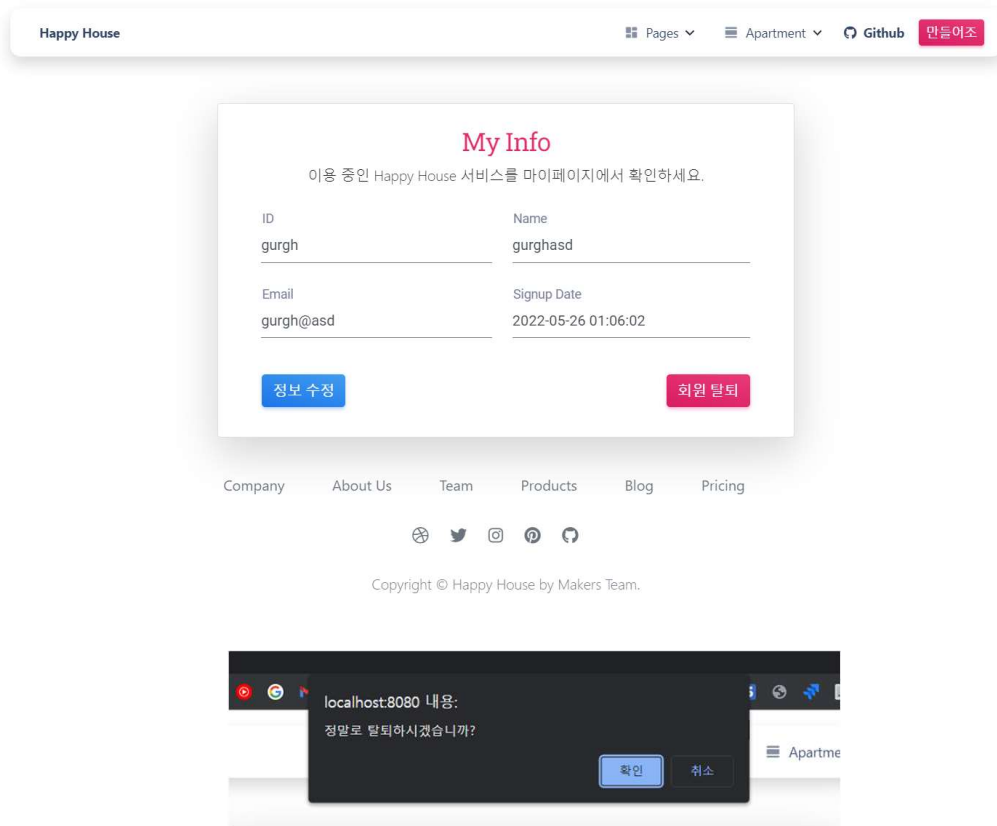 Happy House
Pages
Apartment
Github
만들어조
My Info
이용 중인 Happy House 서비스를 마이페이지에서 확인하세요.
ID
Name
gurgh
gurghasd
Email
Signup Date
gurgh@asd
2022-05-26 01:06:02
정보 수정
회원 탈퇴
Company
About Us
Team
Products
Blog
Pricing
Copyright © Happy House by Makers Team.
localhost:8080 내용:
정말로 탈퇴하시겠습니까?
Apartme
확인
취소